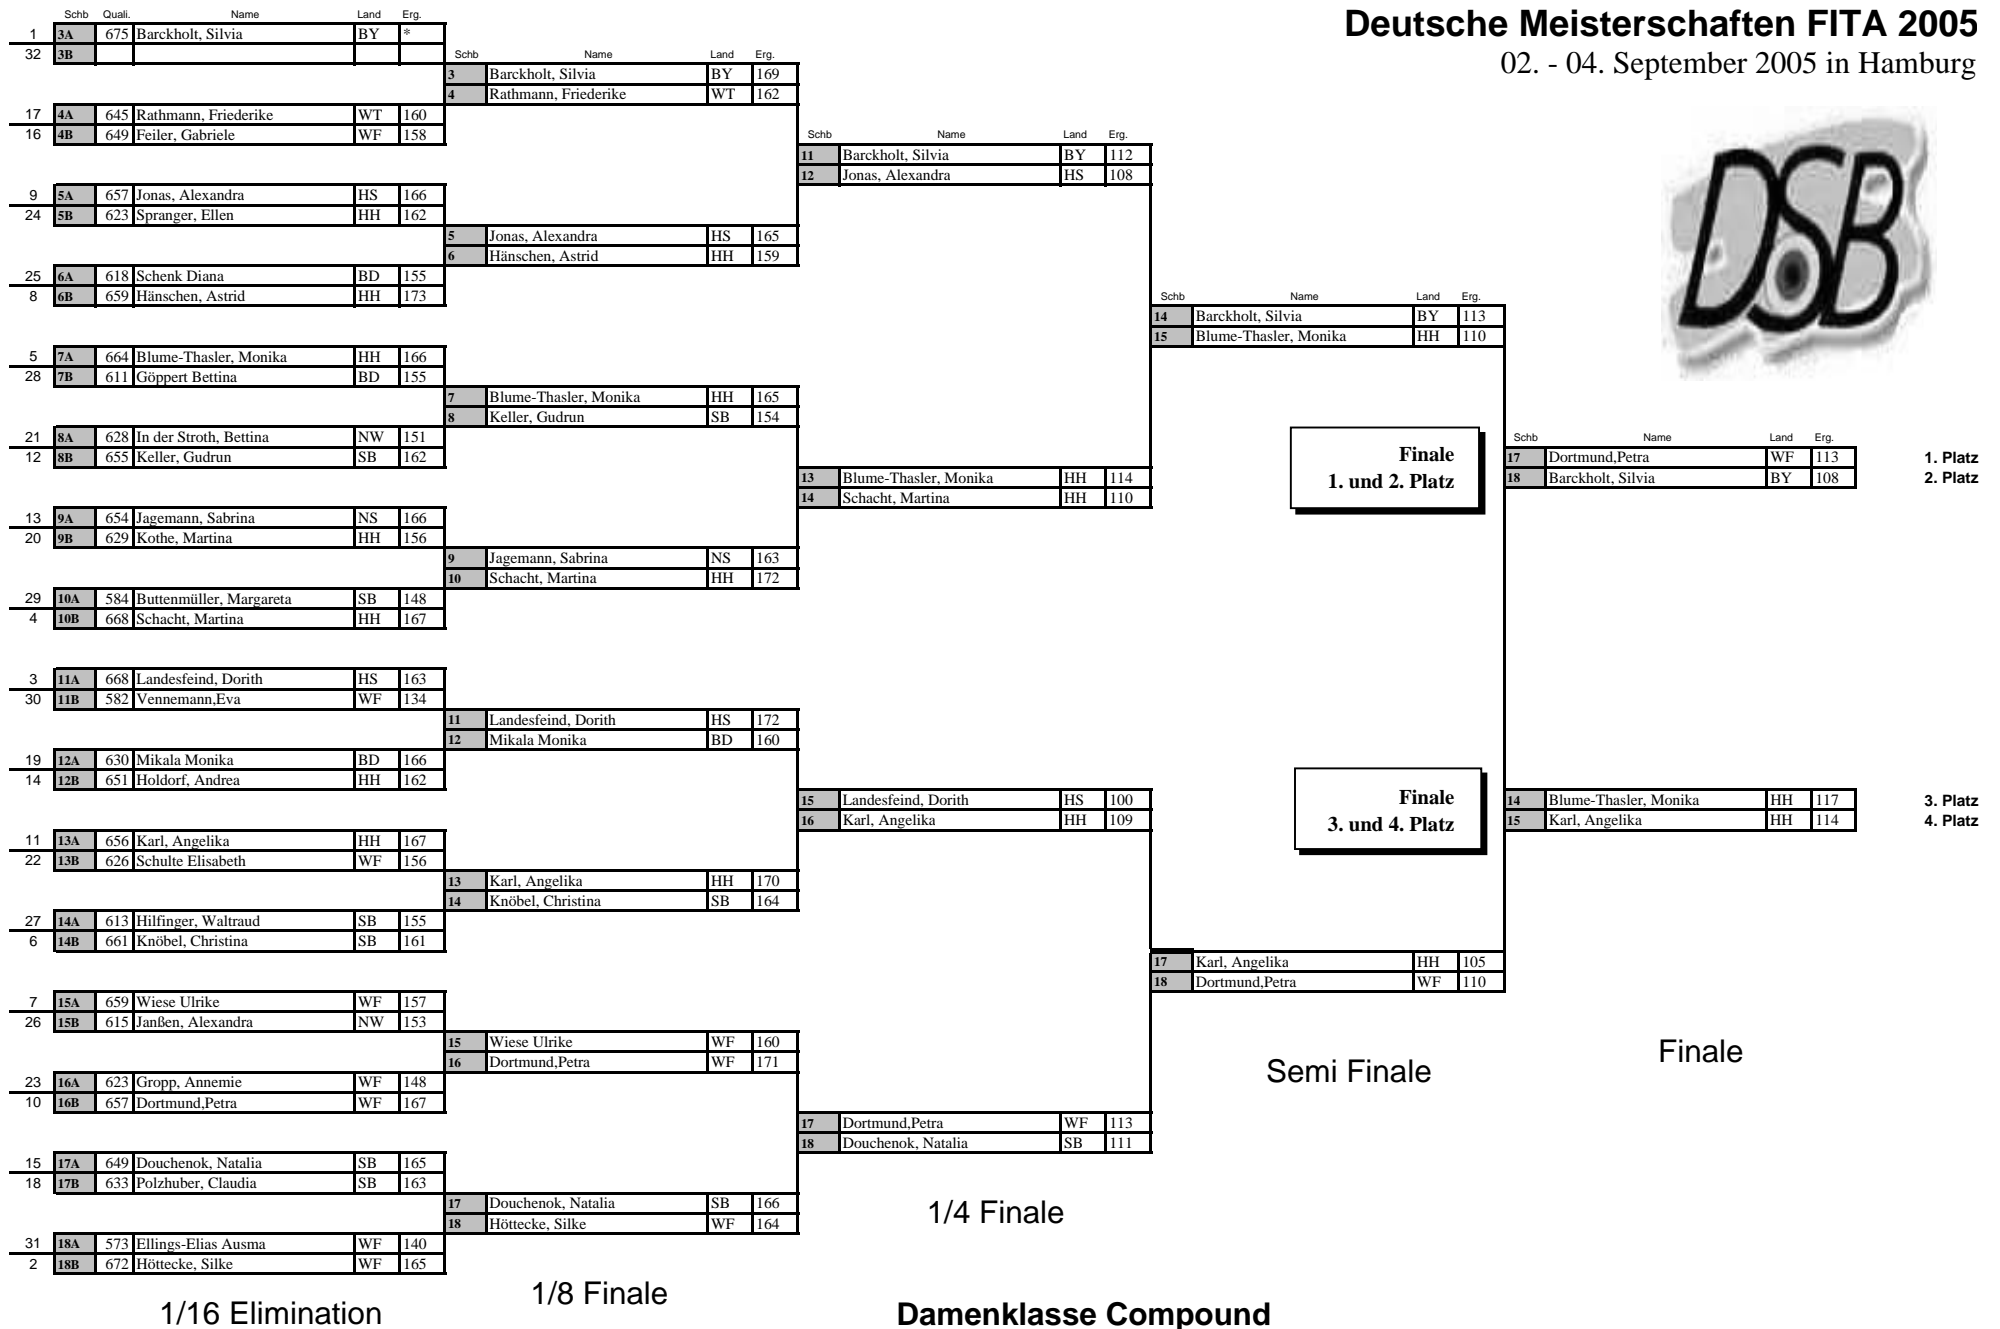 Deutsche Meisterschaften FITA 2005
02. - 04. September 2005 in Hamburg
DSB
Schb Quali. Name Land Erg.
1 3A 675 Barckholt, Silvia BY *
32 3B
17 4A 645 Rathmann, Friederike WT 160
16 4B 649 Feiler, Gabriele WF 158
9 5A 657 Jonas, Alexandra HS 166
24 5B 623 Spranger, Ellen HH 162
25 6A 618 Schenk Diana BD 155
8 6B 659 Hänschen, Astrid HH 173
5 7A 664 Blume-Thasler, Monika HH 166
28 7B 611 Göppert Bettina BD 155
21 8A 628 In der Stroth, Bettina NW 151
12 8B 655 Keller, Gudrun SB 162
13 9A 654 Jagemann, Sabrina NS 166
20 9B 629 Kothe, Martina HH 156
29 10A 584 Buttenmüller, Margareta SB 148
4 10B 668 Schacht, Martina HH 167
3 11A 668 Landesfeind, Dorith HS 163
30 11B 582 Vennemann,Eva WF 134
19 12A 630 Mikala Monika BD 166
14 12B 651 Holdorf, Andrea HH 162
11 13A 656 Karl, Angelika HH 167
22 13B 626 Schulte Elisabeth WF 156
27 14A 613 Hilfinger, Waltraud SB 155
6 14B 661 Knöbel, Christina SB 161
7 15A 659 Wiese Ulrike WF 157
26 15B 615 Janßen, Alexandra NW 153
23 16A 623 Gropp, Annemie WF 148
10 16B 657 Dortmund,Petra WF 167
15 17A 649 Douchenok, Natalia SB 165
18 17B 633 Polzhuber, Claudia SB 163
31 18A 573 Ellings-Elias Ausma WF 140
2 18B 672 Höttecke, Silke WF 165
1/16 Elimination
Schb Name Land Erg.
3 Barckholt, Silvia BY 169
4 Rathmann, Friederike WT 162
5 Jonas, Alexandra HS 165
6 Hänschen, Astrid HH 159
7 Blume-Thasler, Monika HH 165
8 Keller, Gudrun SB 154
9 Jagemann, Sabrina NS 163
10 Schacht, Martina HH 172
11 Landesfeind, Dorith HS 172
12 Mikala Monika BD 160
13 Karl, Angelika HH 170
14 Knöbel, Christina SB 164
15 Wiese Ulrike WF 160
16 Dortmund,Petra WF 171
17 Douchenok, Natalia SB 166
18 Höttecke, Silke WF 164
1/8 Finale
Schb Name Land Erg.
11 Barckholt, Silvia BY 112
12 Jonas, Alexandra HS 108
13 Blume-Thasler, Monika HH 114
14 Schacht, Martina HH 110
15 Landesfeind, Dorith HS 100
16 Karl, Angelika HH 109
17 Dortmund,Petra WF 113
18 Douchenok, Natalia SB 111
1/4 Finale
Schb Name Land Erg.
14 Barckholt, Silvia BY 113
15 Blume-Thasler, Monika HH 110
17 Karl, Angelika HH 105
18 Dortmund,Petra WF 110
Semi Finale
Finale
1. und 2. Platz
Schb Name Land Erg.
17 Dortmund,Petra WF 113 1. Platz
18 Barckholt, Silvia BY 108 2. Platz
Finale
3. und 4. Platz
14 Blume-Thasler, Monika HH 117 3. Platz
15 Karl, Angelika HH 114 4. Platz
Finale
Damenklasse Compound